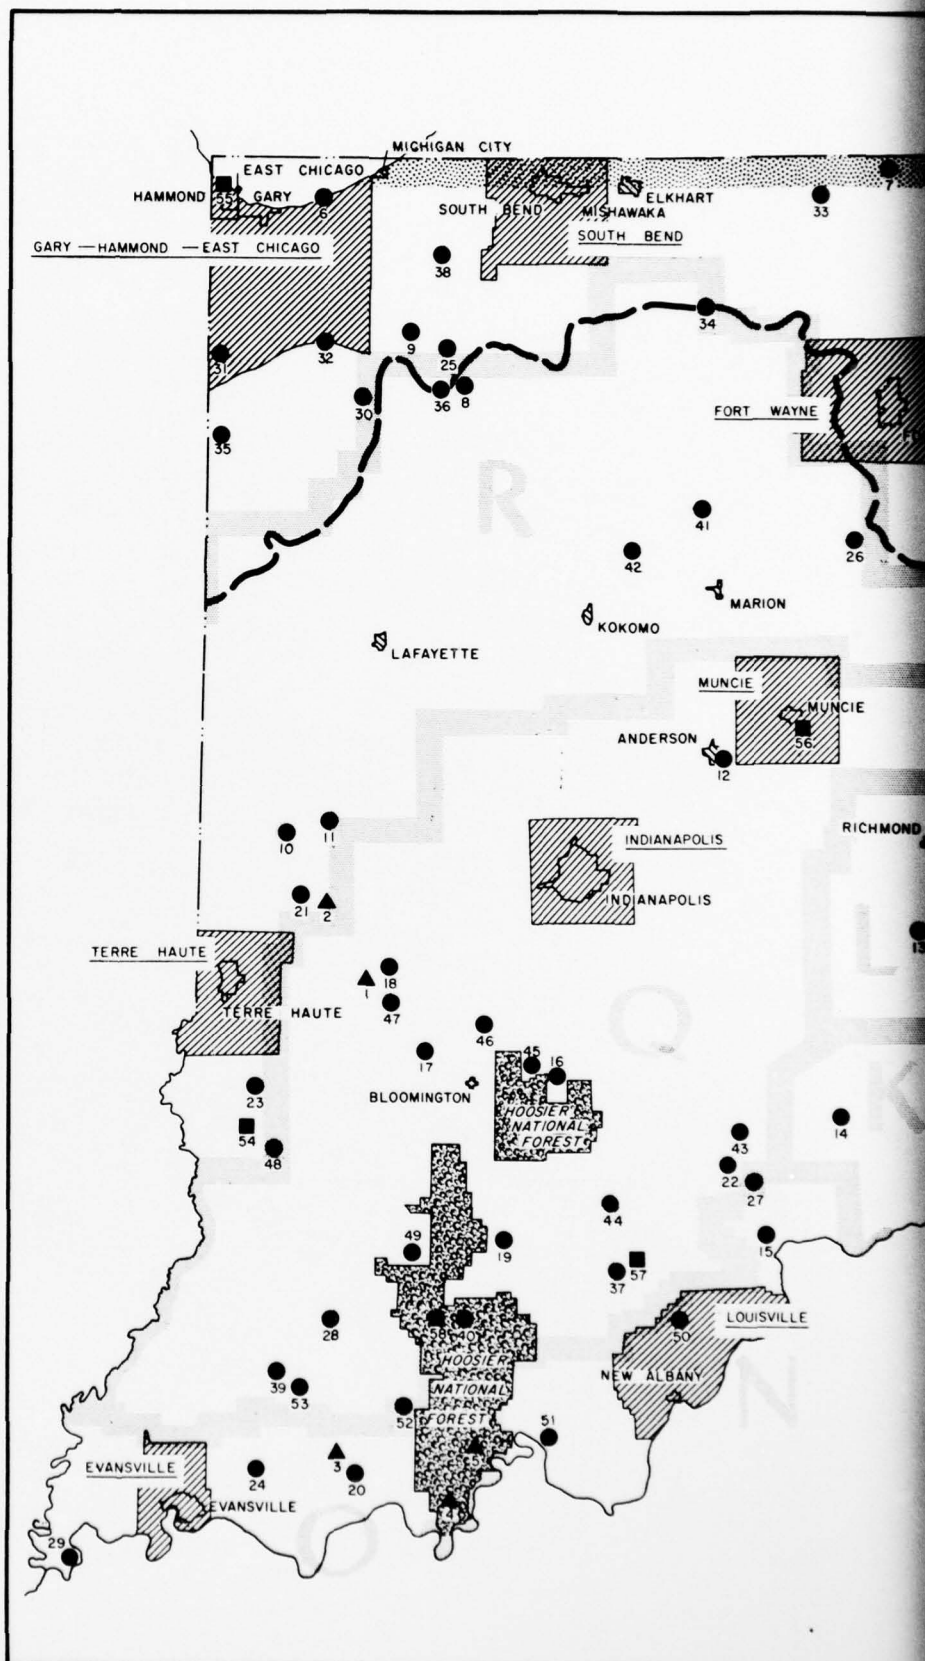 MICHIGAN CITY
EAST CHICAGO
7
55
HAMMOND
GARY
6
ELKHART
33
SOUTH BEND
MISHAWAKA
SOUTH BEND
GARY — HAMMOND — EAST CHICAGO
38
34
9
32
25
31
36
8
30
FORT WAYNE
FO
35
R
41
26
42
MARION
KOKOMO
LAFAYETTE
MUNCIE
MUNCIE
ANDERSON
56
12
11
10
RICHMOND
INDIANAPOLIS
21
2
INDIANAPOLIS
L
13
TERRE HAUTE
18
1
TERRE HAUTE
47
Q
46
45
16
17
BLOOMINGTON
K
23
HOOSIER
NATIONAL
FOREST
54
14
43
48
22
27
44
49
19
15
57
37
28
58
40
50
LOUISVILLE
HOOSIER
39
NEW ALBANY
53
NATIONAL
N
52
FOREST
51
5
3
EVANSVILLE
24
20
EVANSVILLE
4
O
29